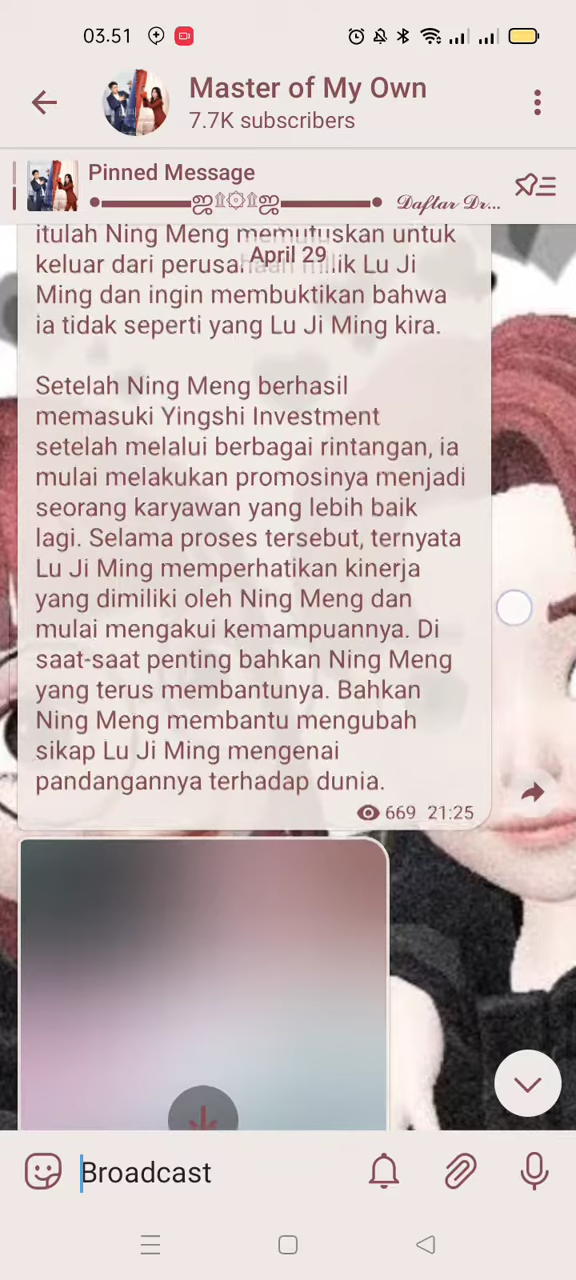 03.51
Master of My Own
7.7K subscribers
Pinned Message
Daftar Dr...
itulah Ning Meng memutuskan untuk
April 29
keluar dari perusahaan milik Lu Ji
Ming dan ingin membuktikan bahwa
ia tidak seperti yang Lu Ji Ming kira.
Setelah Ning Meng berhasil
memasuki Yingshi Investment
setelah melalui berbagai rintangan, ia
mulai melakukan promosinya menjadi
seorang karyawan yang lebih baik
lagi. Selama proses tersebut, ternyata
Lu Ji Ming memperhatikan kinerja
yang dimiliki oleh Ning Meng dan
mulai mengakui kemampuannya. Di
saat-saat penting bahkan Ning Meng
yang terus membantunya. Bahkan
Ning Meng membantu mengubah
sikap Lu Ji Ming mengenai
pandangannya terhadap dunia.
669 21:25
Broadcast